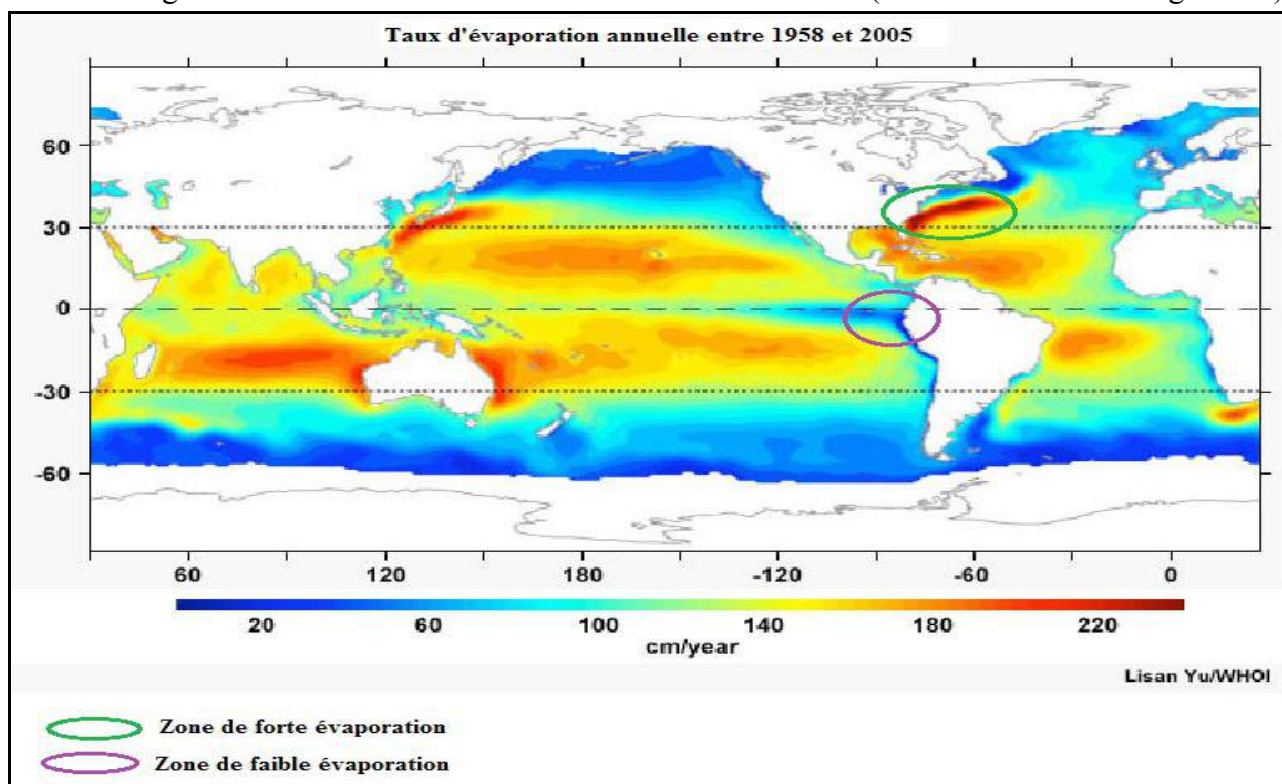 Taux d'évaporation annuelle entre 1958 et 2005
60
30
0
-30
-60
60 120 180 -120 -60 0
20 60 100 140 180 220
cm/year
Lisan Yu/WHOI
Zone de forte évaporation
Zone de faible évaporation